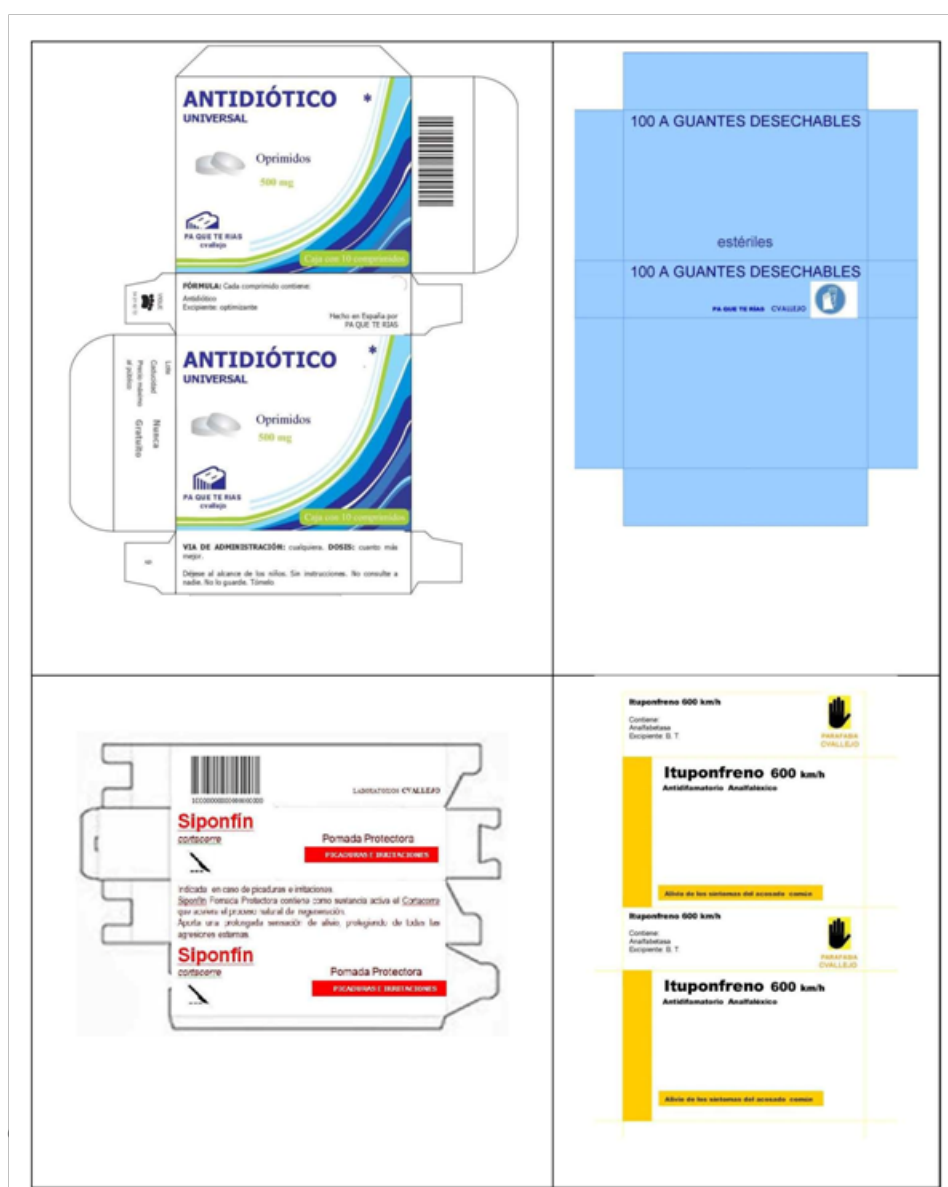 ANTIDIÓTICO *
UNIVERSAL
Oprimidos
500 mg
PA QUE TE RIAS
cvallejo
Caja con 10 comprimidos
FÓRMULA: Cada comprimido contiene:
Antidiótico
Excipiente: optimizante
Hecho en España por
PA QUE TE RIAS
Lote
Caducidad Nunca
Precio máximo Gratuito
al público
ANTIDIÓTICO *
UNIVERSAL
Oprimidos
500 mg
PA QUE TE RIAS
cvallejo
Caja con 10 comprimidos
VIA DE ADMINISTRACIÓN: cualquiera. DOSIS: cuanto más
mejor.
Déjese al alcance de los niños. Sin instrucciones. No consulte a
nadie. No lo guarde. Tómelo
100 A GUANTES DESECHABLES
estériles
100 A GUANTES DESECHABLES
PA QUE TE RÍAS CVALLEJO
LABORATORIOS CVALLEJO
Siponfín
cortacorre
Pomada Protectora
PICADURAS E IRRITACIONES
Indicada en caso de picaduras e irritaciones.
Siponfín Pomada Protectora contiene como sustancia activa el Cortacorre
que acelera el proceso natural de regeneración.
Aporta una prolongada sensación de alivio, protegiendo de todas las
agresiones externas.
Siponfín
cortacorre
Pomada Protectora
PICADURAS E IRRITACIONES
Ituponfreno 600 km/h
Contiene:
Analfabetasa
Excipiente: B. T.
PARAFABA
CVALLEJO
Ituponfreno 600 km/h
Antidifamatorio Analfaléxico
Alivio de los síntomas del acosado común
Ituponfreno 600 km/h
Contiene:
Analfabetasa
Excipiente: B. T.
PARAFABA
CVALLEJO
Ituponfreno 600 km/h
Antidifamatorio Analfaléxico
Alivio de los síntomas del acosado común